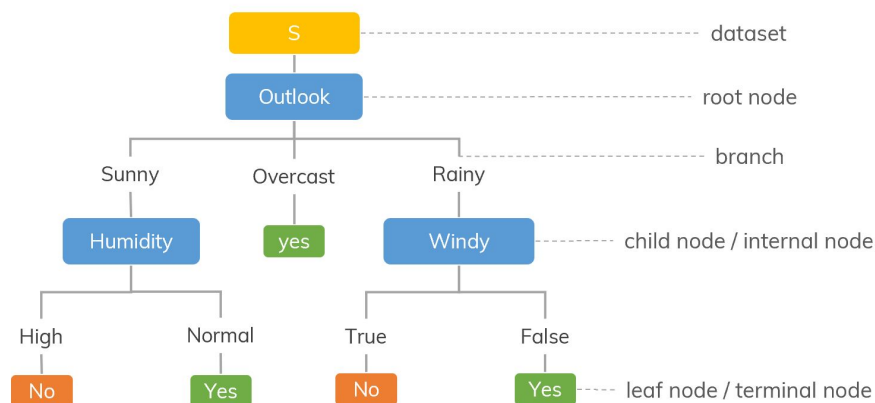 S
dataset
Outlook
root node
branch
Sunny
Overcast
Rainy
Humidity
yes
Windy
child node / internal node
High
Normal
True
False
No
Yes
No
Yes
leaf node / terminal node